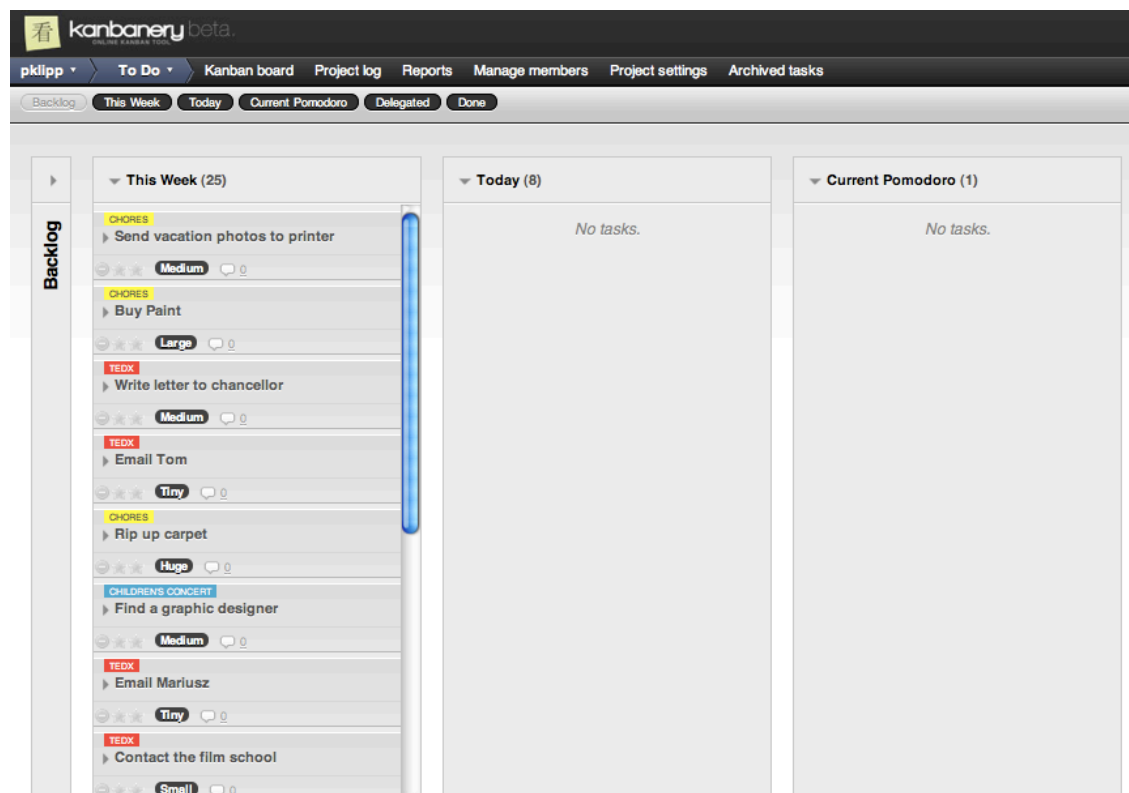 看 kanbanery beta.
ONLINE KANBAN TOOL
pklipp To Do Kanban board Project log Reports Manage members Project settings Archived tasks
Backlog This Week Today Current Pomodoro Delegated Done
Backlog
This Week (25)
CHORES
Send vacation photos to printer
Medium 0
CHORES
Buy Paint
Large 0
TEDX
Write letter to chancellor
Medium 0
TEDX
Email Tom
Tiny 0
CHORES
Rip up carpet
Huge 0
CHILDREN'S CONCERT
Find a graphic designer
Medium 0
TEDX
Email Mariusz
Tiny 0
TEDX
Contact the film school
Small 0
Today (8)
No tasks.
Current Pomodoro (1)
No tasks.